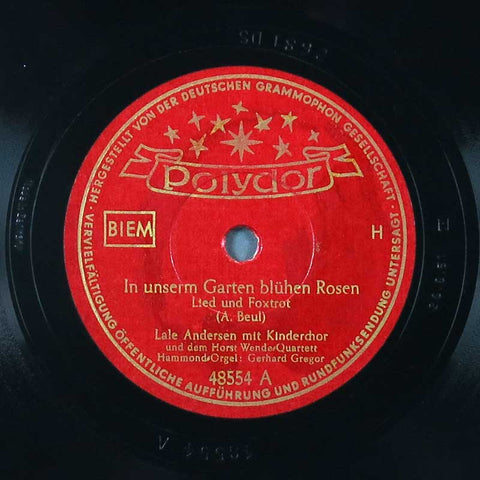 HERGESTELLT VON DER DEUTSCHEN GRAMMOPHON GESELLSCHAFT
Polydor
BIEM
H
In unserm Garten blühen Rosen
Lied und Foxtrot
(A. Beul)
Lale Andersen mit Kinderchor
und dem Horst Wende-Quartett
Hammond-Orgel: Gerhard Gregor
48554 A
VERVIELFÄLTIGUNG ÖFFENTLICHE AUFFÜHRUNG UND RUNDFUNKSENDUNG UNTERSAGT
48554 A